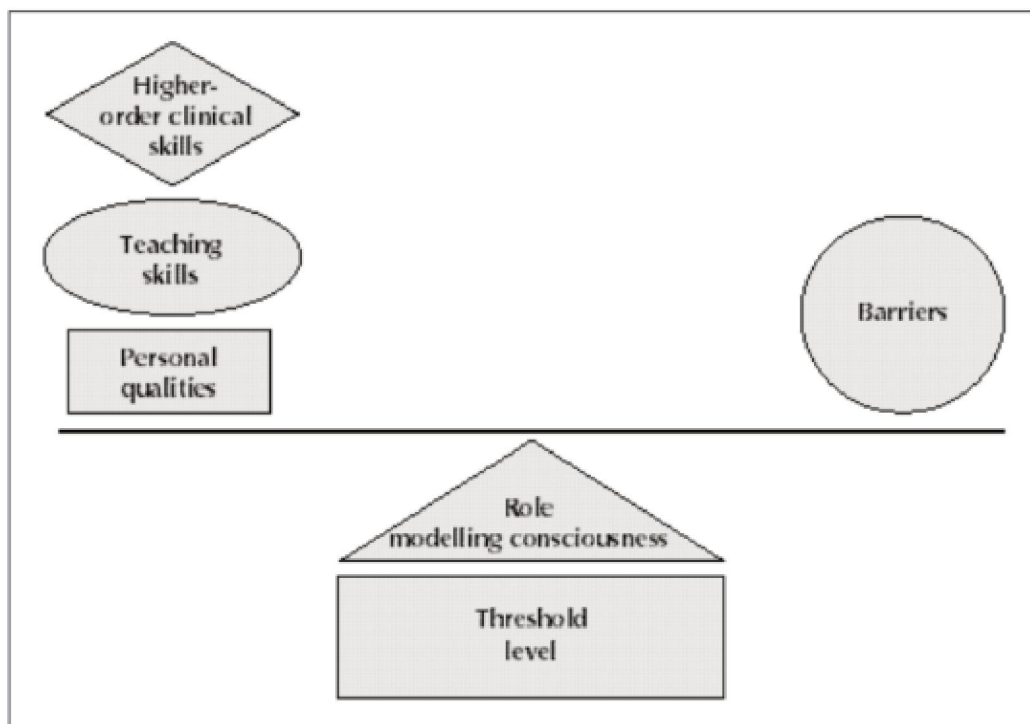 Higher-
order clinical
skills
Teaching
skills
Personal
qualities
Barriers
Role
modelling consciousness
Threshold
level